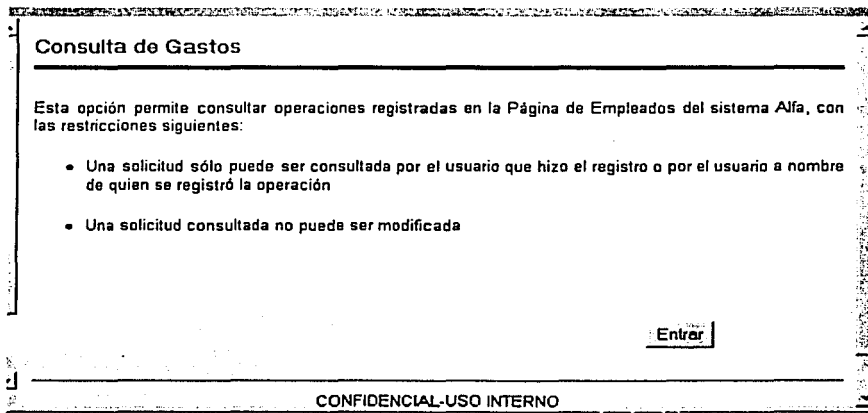 Consulta de Gastos
Esta opción permite consultar operaciones registradas en la Página de Empleados del sistema Alfa, con
las restricciones siguientes:
• Una solicitud sólo puede ser consultada por el usuario que hizo el registro o por el usuario a nombre
de quien se registró la operación
• Una solicitud consultada no puede ser modificada
Entrar
CONFIDENCIAL-USO INTERNO